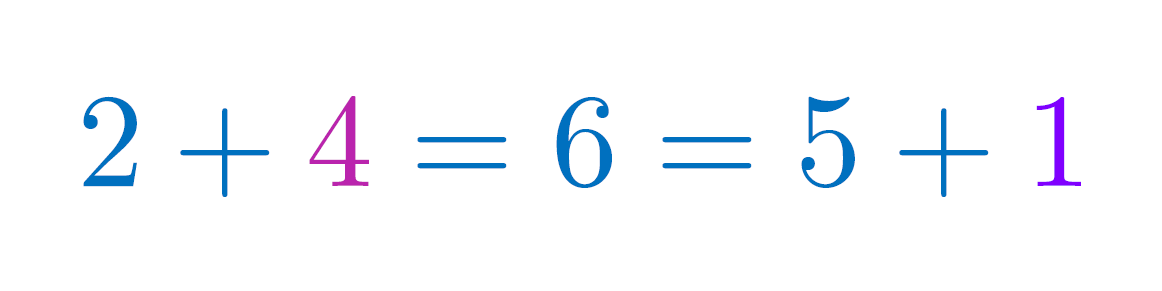 2 + 4 = 6 = 5 + 1